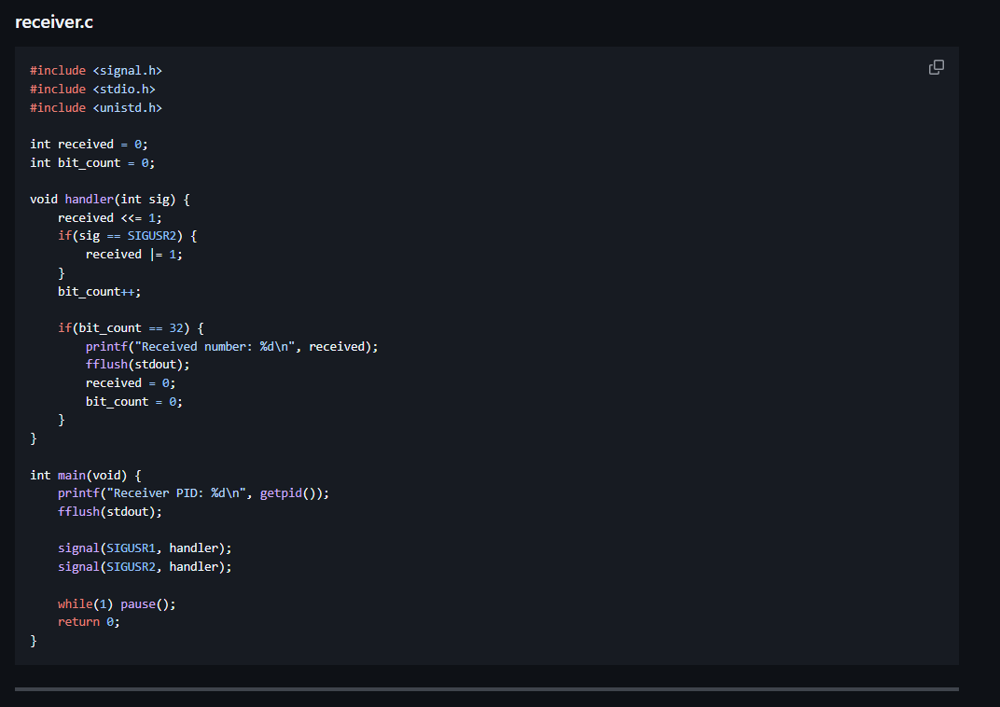 receiver.c
#include <signal.h>
#include <stdio.h>
#include <unistd.h>
int received = 0;
int bit_count = 0;
void handler(int sig) {
    received <<= 1;
    if(sig == SIGUSR2) {
        received |= 1;
    }
    bit_count++;
    if(bit_count == 32) {
        printf("Received number: %d\n", received);
        fflush(stdout);
        received = 0;
        bit_count = 0;
    }
}
int main(void) {
    printf("Receiver PID: %d\n", getpid());
    fflush(stdout);
    signal(SIGUSR1, handler);
    signal(SIGUSR2, handler);
    while(1) pause();
    return 0;
}